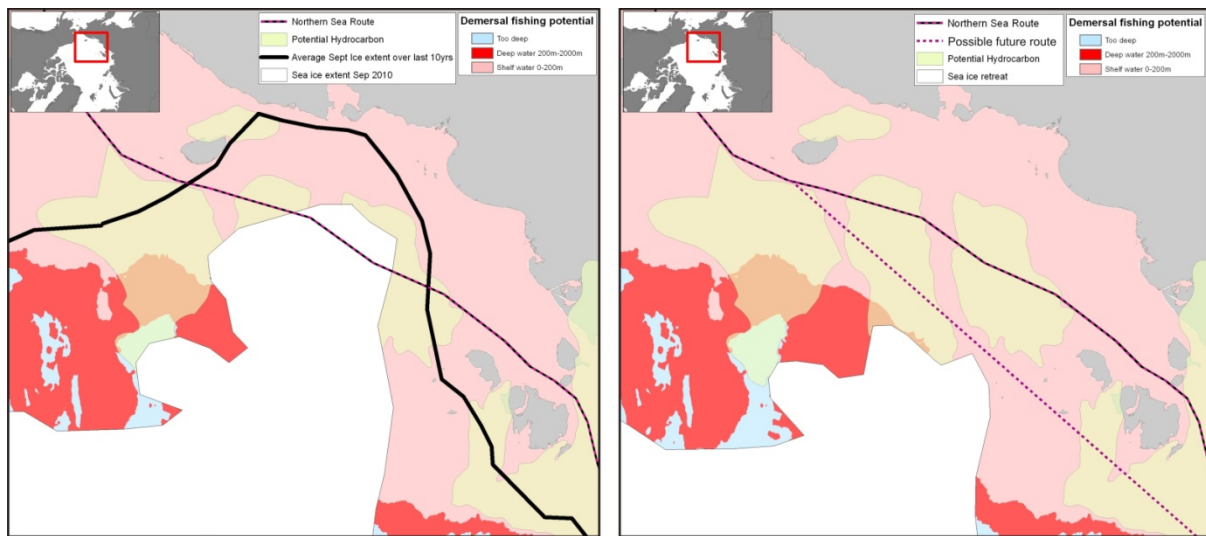 Northern Sea Route
Potential Hydrocarbon
Average Sept Ice extent over last 10yrs
Sea ice extent Sep 2010
Demersal fishing potential
Too deep
Deep water 200m-2000m
Shelf water 0-200m
Northern Sea Route
Possible future route
Potential Hydrocarbon
Sea ice retreat
Demersal fishing potential
Too deep
Deep water 200m-2000m
Shelf water 0-200m